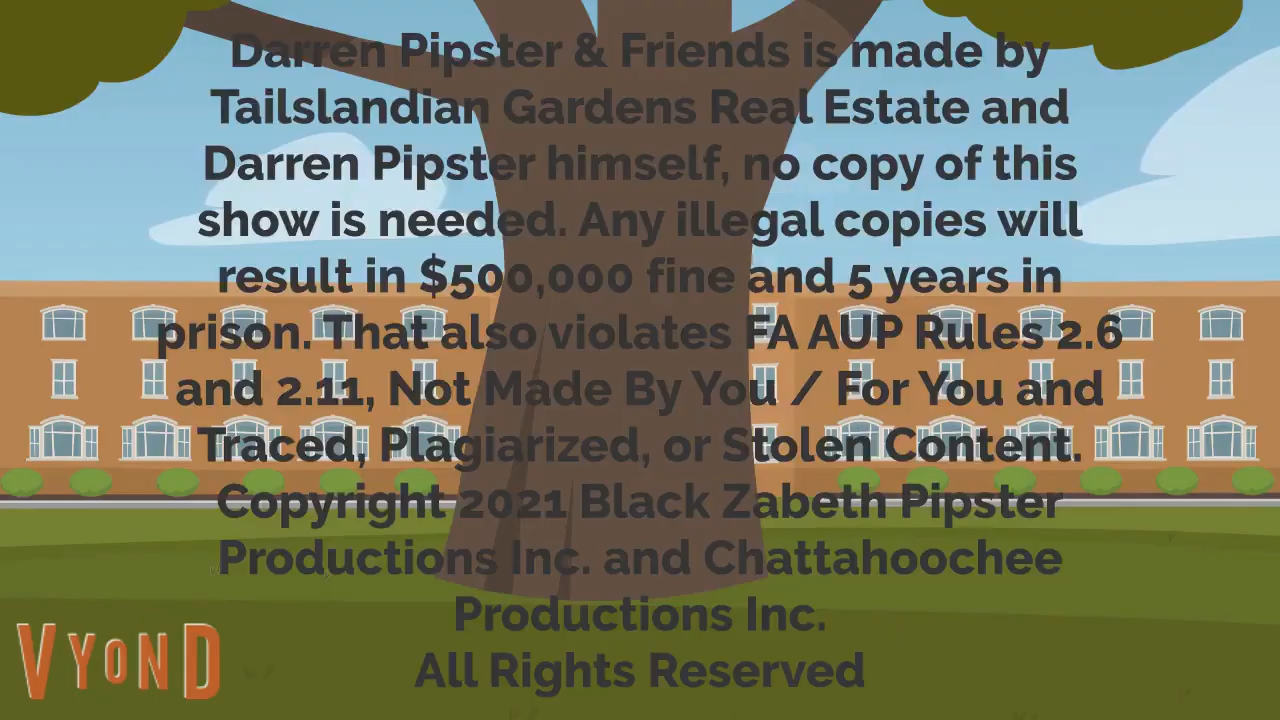 Darren Pipster & Friends is made by
Tailslandian Gardens Real Estate and
Darren Pipster himself, no copy of this
show is needed. Any illegal copies will
result in $500,000 fine and 5 years in
prison. That also violates FA AUP Rules 2.6
and 2.11, Not Made By You / For You and
Traced, Plagiarized, or Stolen Content.
Copyright 2021 Black Zabeth Pipster
Productions Inc. and Chattahoochee
Productions Inc.
All Rights Reserved
VYOND